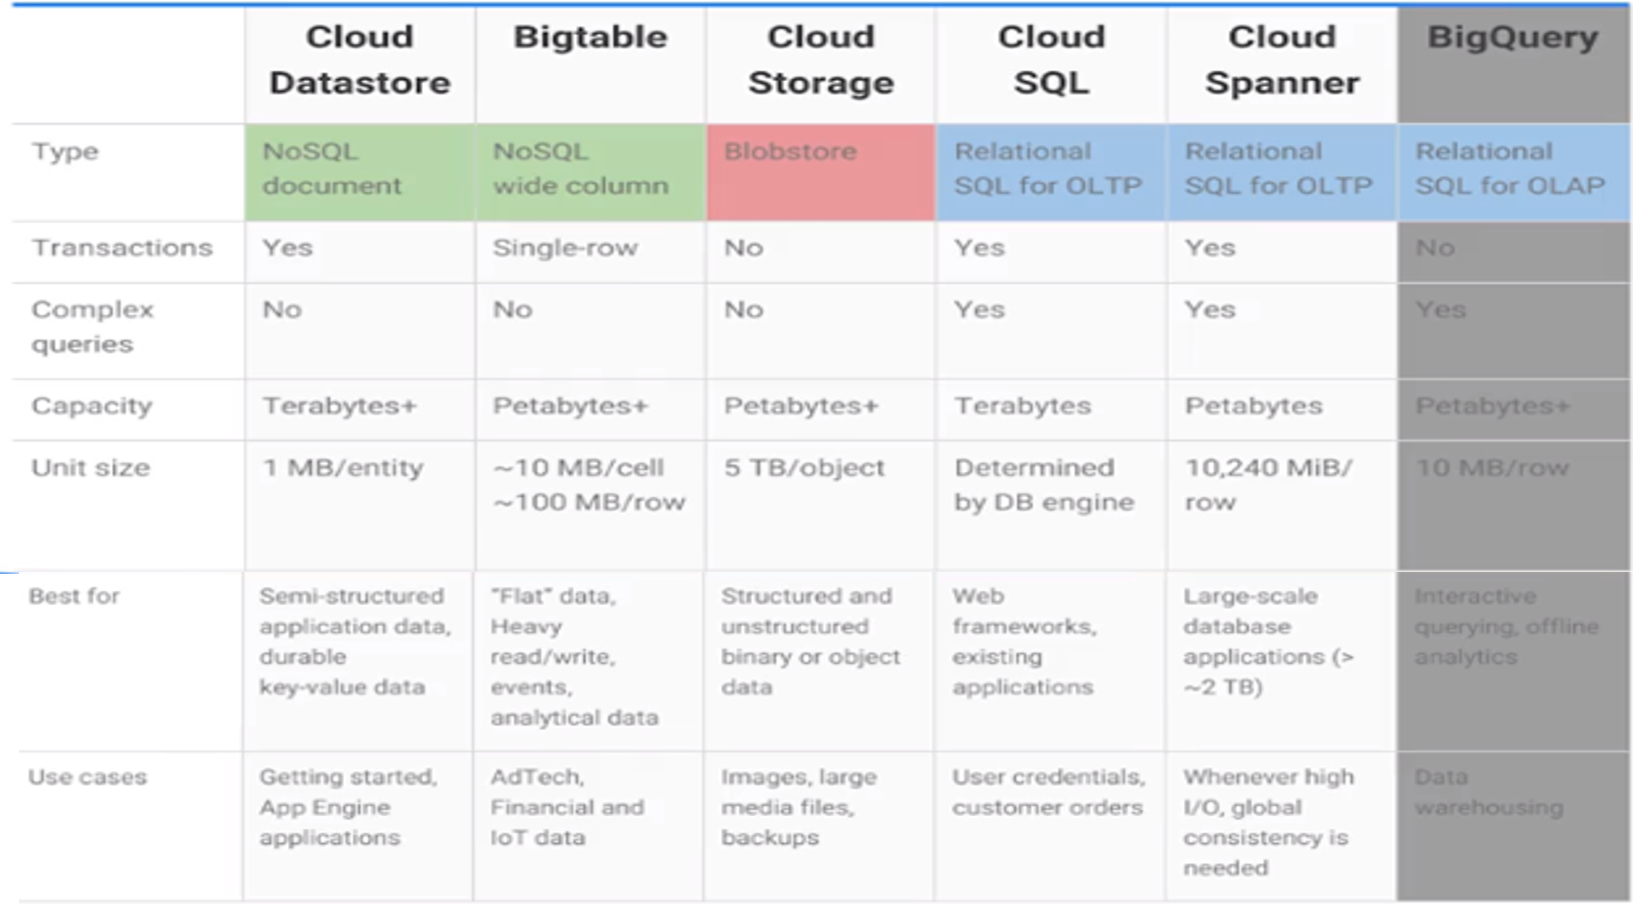 Cloud Datastore
Bigtable
Cloud Storage
Cloud SQL
Cloud Spanner
BigQuery
Type
NoSQL document
NoSQL wide column
Blobstore
Relational SQL for OLTP
Relational SQL for OLTP
Relational SQL for OLAP
Transactions
Yes
Single-row
No
Yes
Yes
No
Complex queries
No
No
No
Yes
Yes
Yes
Capacity
Terabytes+
Petabytes+
Petabytes+
Terabytes
Petabytes
Petabytes+
Unit size
1 MB/entity
~10 MB/cell
~100 MB/row
5 TB/object
Determined by DB engine
10,240 MiB/ row
10 MB/row
Best for
Semi-structured application data, durable key-value data
"Flat" data, Heavy read/write, events, analytical data
Structured and unstructured binary or object data
Web frameworks, existing applications
Large-scale database applications (> ~2 TB)
Interactive querying, offline analytics
Use cases
Getting started, App Engine applications
AdTech, Financial and IoT data
Images, large media files, backups
User credentials, customer orders
Whenever high I/O, global consistency is needed
Data warehousing